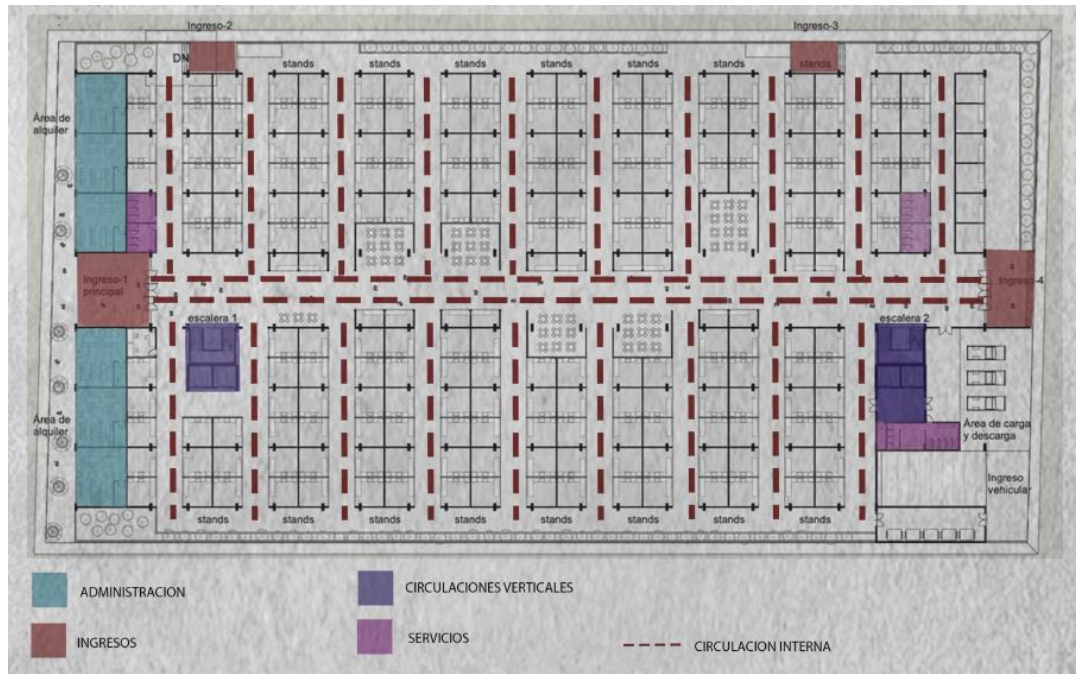 Ingreso-2
Ingreso-3
DN
stands
stands
stands
stands
stands
stands
stands
Área de
alquiler
Ingreso-1
principal
Ingreso-4
escalera 1
escalera 2
Área de
alquiler
Área de carga
y descarga
Ingreso
vehicular
stands
stands
stands
stands
stands
stands
stands
stands
ADMINISTRACION
CIRCULACIONES VERTICALES
INGRESOS
SERVICIOS
CIRCULACION INTERNA